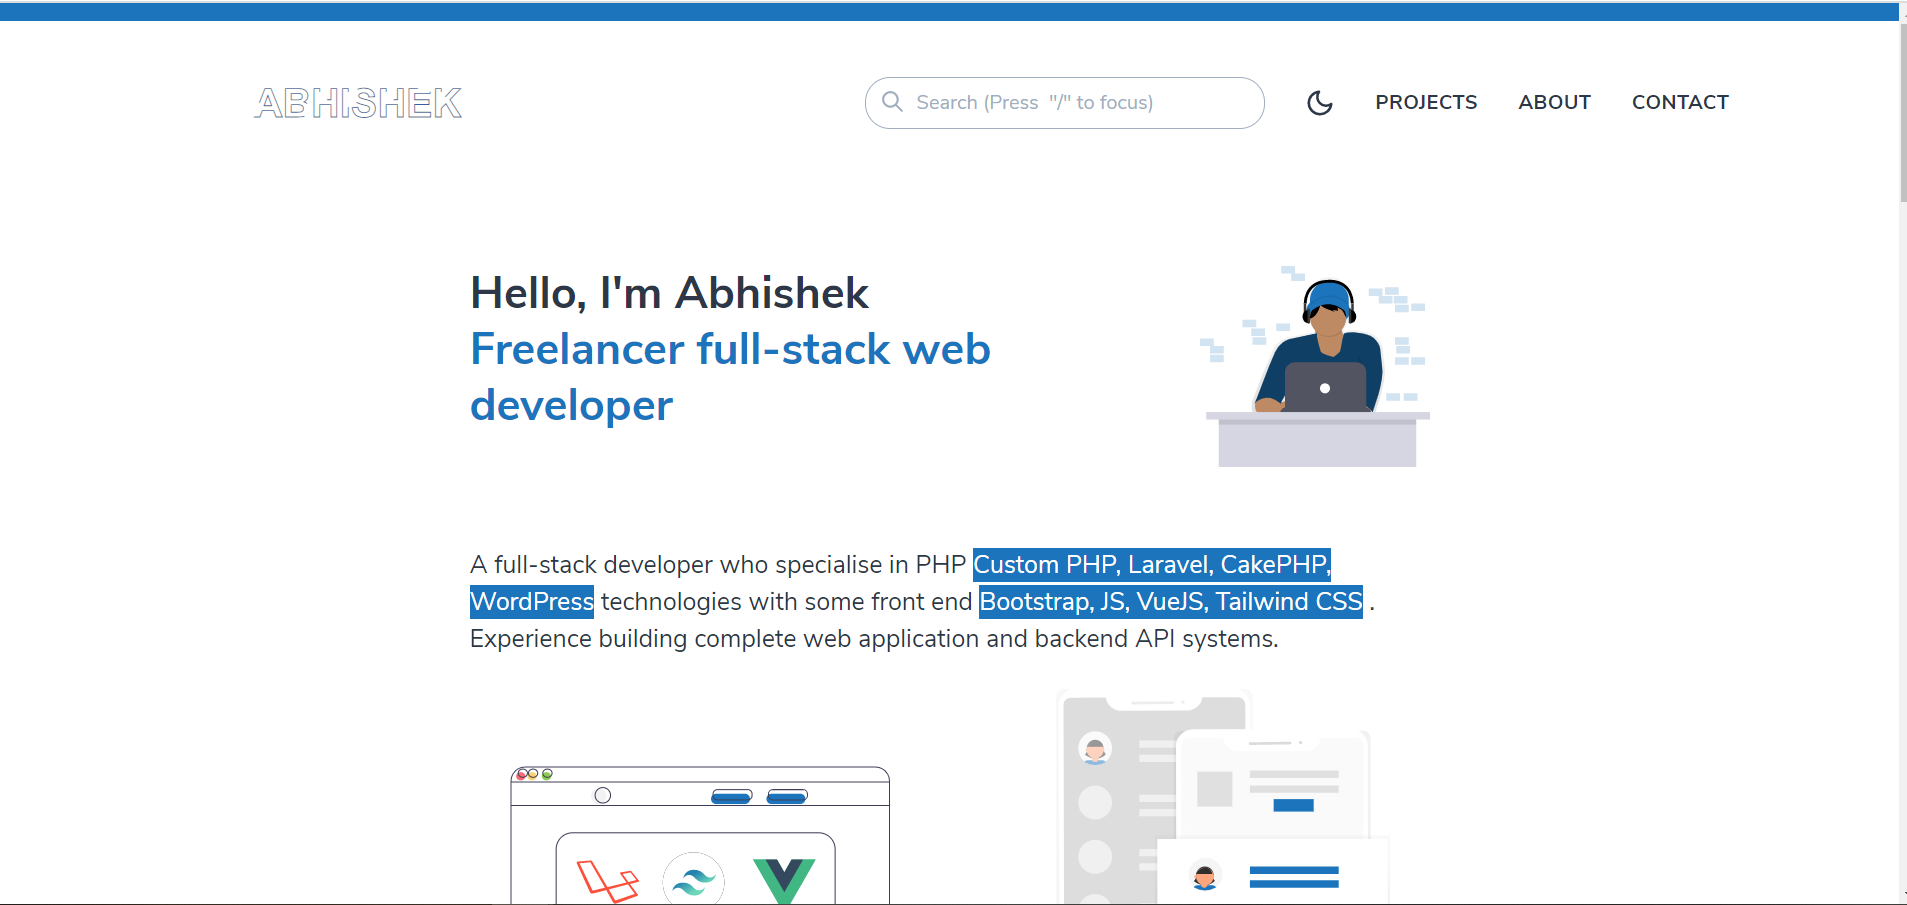 ABHISHEK
Search (Press "/" to focus)
PROJECTS
ABOUT
CONTACT
Hello, I'm Abhishek
Freelancer full-stack web
developer
A full-stack developer who specialise in PHP Custom PHP, Laravel, CakePHP,
WordPress technologies with some front end Bootstrap, JS, VueJS, Tailwind CSS .
Experience building complete web application and backend API systems.